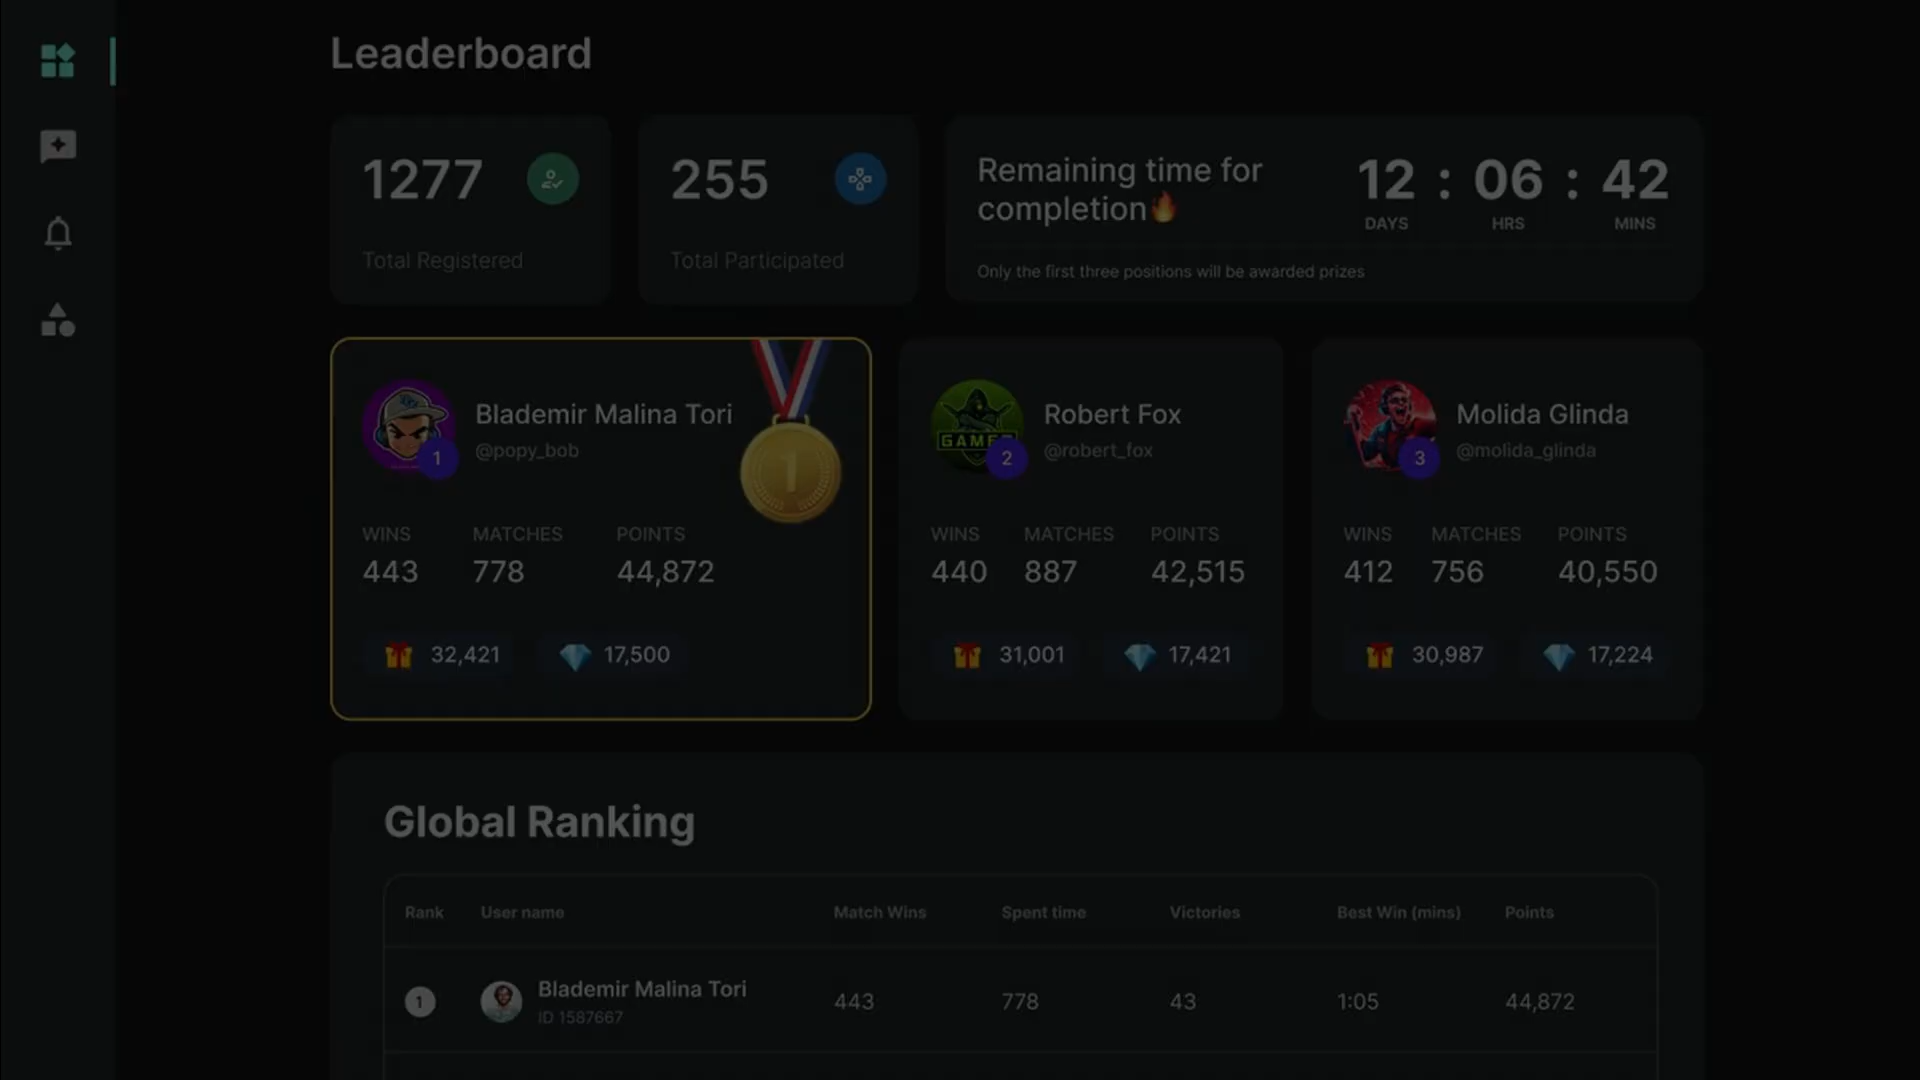 Leaderboard
1277
Total Registered
255
Total Participated
Remaining time for
completion🔥
12 : 06 : 42
DAYS HRS MINS
Only the first three positions will be awarded prizes
Blademir Malina Tori
@popy_bob
1
1
WINS MATCHES POINTS
443 778 44,872
32,421 17,500
GAMER
Robert Fox
@robert_fox
2
WINS MATCHES POINTS
440 887 42,515
31,001 17,421
Molida Glinda
@molida_glinda
3
WINS MATCHES POINTS
412 756 40,550
30,987 17,224
Global Ranking
Rank User name Match Wins Spent time Victories Best Win (mins) Points
1 Blademir Malina Tori 443 778 43 1:05 44,872
ID 1587667